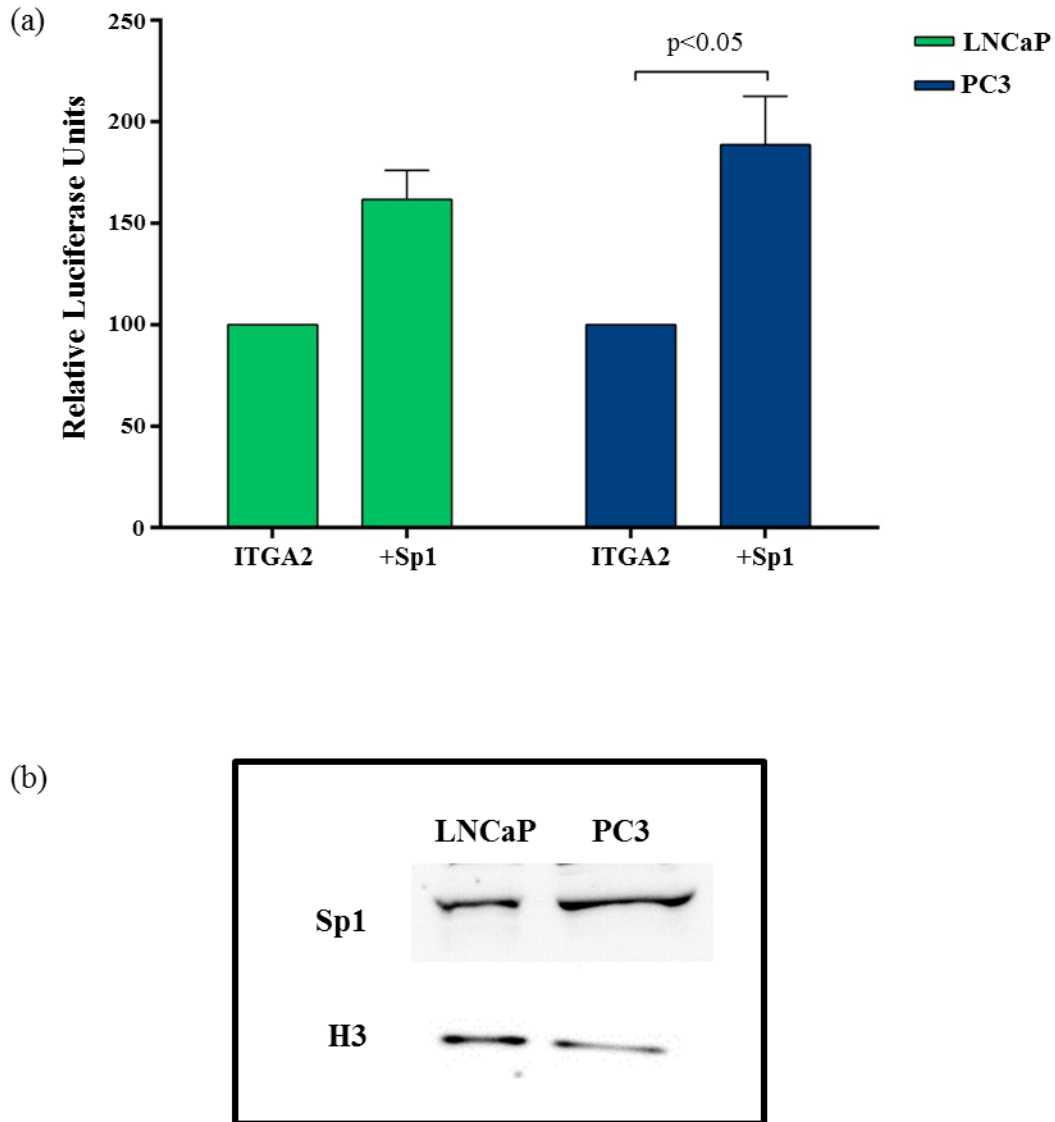 (a)
250
200
150
100
50
0
Relative Luciferase Units
p<0.05
LNCaP
PC3
ITGA2 +Sp1 ITGA2 +Sp1
(b)
LNCaP PC3
Sp1
H3